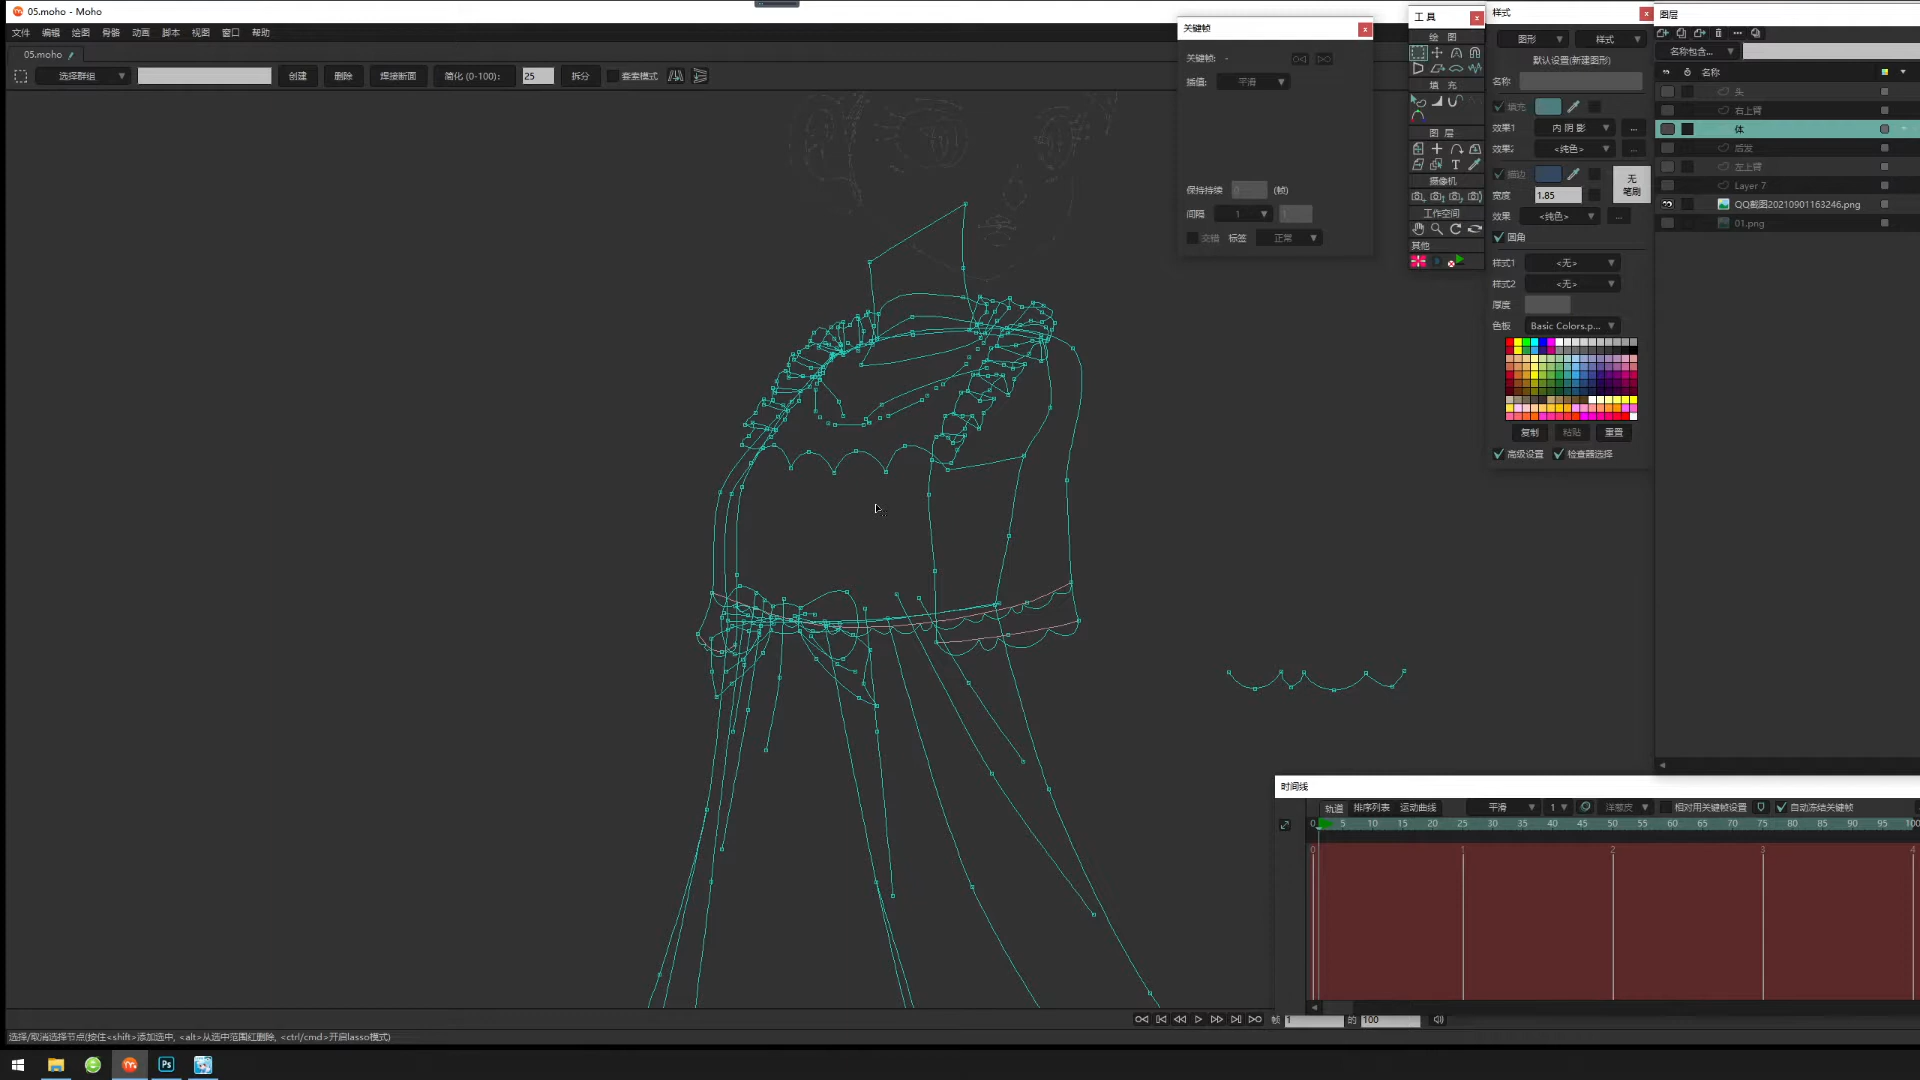 05.moho - Moho
文件 编辑 绘图 骨骼 动画 脚本 视图 窗口 帮助
05.moho
选择群组 创建 删除 焊接断面 简化 (0-100): 25 拆分 套索模式
关键帧
关键帧: -
插值: 平滑
保持持续 0 (帧)
间隔 1 1
交错 标签 正常
工具
绘 图
填 充
图 层
摄像机
工作空间
其他
样式
图形 样式
默认设置(新建图形)
名称
填充
效果1 内 阴 影 ...
效果2 <纯色> ...
描边
无
笔刷
宽度 1.85
效果 <纯色> ...
圆角
样式1 <无>
样式2 <无>
厚度
色板 Basic Colors.p...
复制 粘贴 重置
高级设置 检查器选择
图层
名称包含...
名称
头
右上臂
体
后发
左上臂
Layer 7
QQ截图20210901163246.png
01.png
时间线
轨道 排序列表 运动曲线 平滑 1 洋葱皮 相对用关键帧设置 自动冻结关键帧
0 5 10 15 20 25 30 35 40 45 50 55 60 65 70 75 80 85 90 95 100
0 1 2 3 4
帧 1 的 100
选择/取消选择节点(按住<shift>添加选中, <alt>从选中范围红删除, <ctrl/cmd>开启lasso模式)
Ps